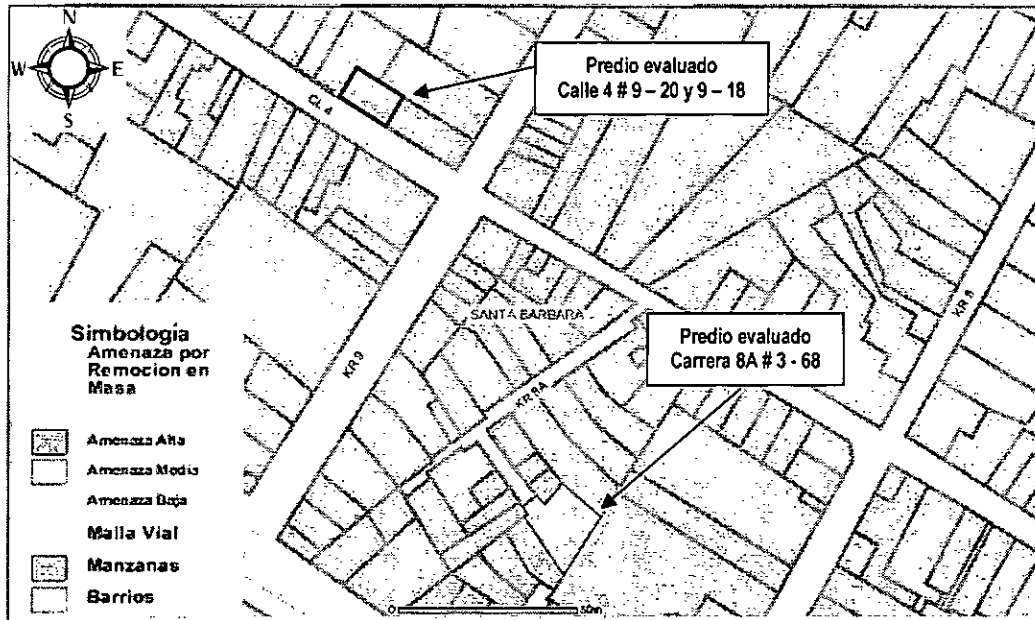 N
W E
S
Predio evaluado
Calle 4 # 9 – 20 y 9 – 18
CL 4
SANTA BARBARA
KR 9
KR 8A
KR 8
Predio evaluado
Carrera 8A # 3 - 68
Simbología
Amenaza por
Remocion en
Masa
Amenaza Alta
Amenaza Media
Amenaza Baja
Malla Vial
Manzanas
Barrios
0 50m